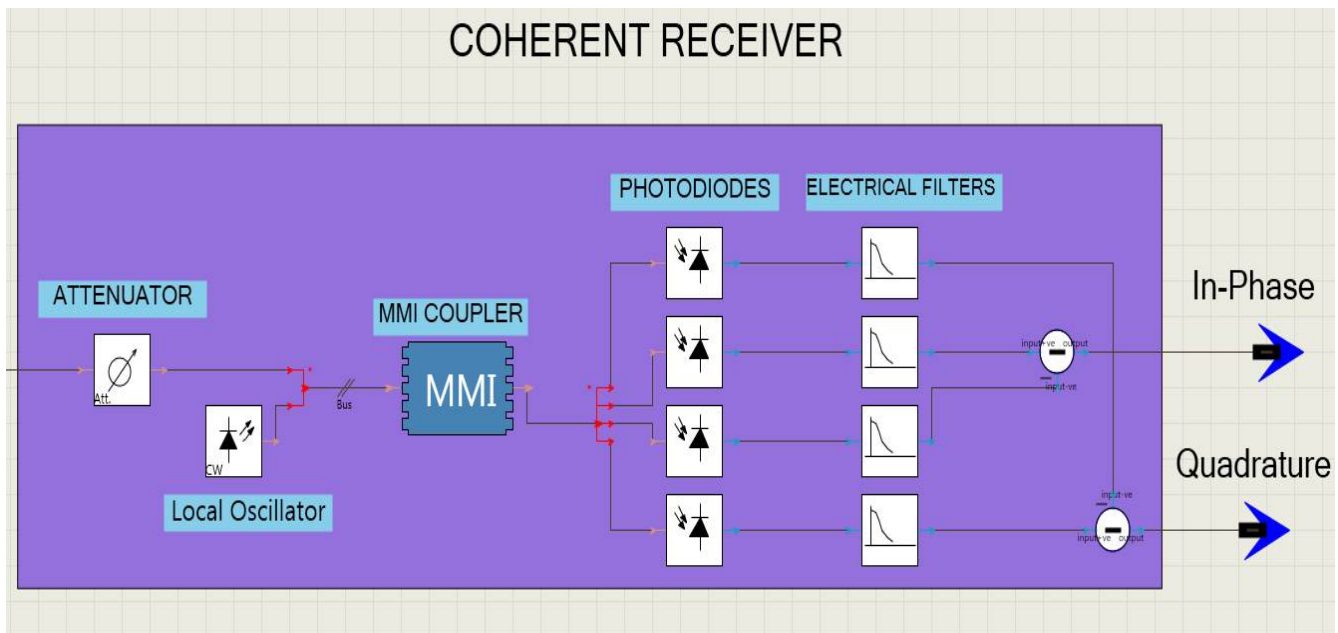 COHERENT RECEIVER
PHOTODIODES
ELECTRICAL FILTERS
ATTENUATOR
Att.
MMI COUPLER
MMI
Bus
CW
Local Oscillator
input+ve output
input-ve
In-Phase
input-ve
input+ve output
Quadrature